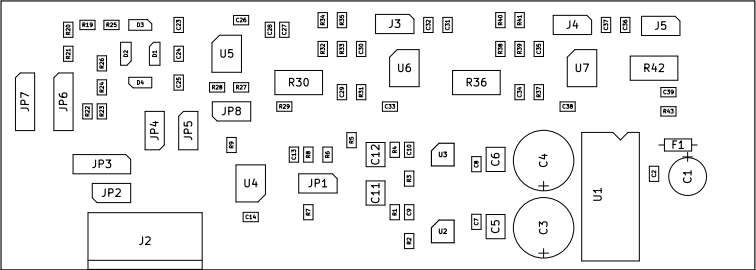 R20
R19
R25
D3
C23
C26
C28
C27
R34
R35
J3
C32
C31
R40
R41
J4
C37
C36
J5
R21
D2
D1
C24
U5
R32
R33
C30
U6
R38
R39
C35
U7
R42
R26
R24
D4
C25
R28
R27
R30
C29
R31
R36
C34
R37
C39
JP7
JP6
R22
R23
JP4
JP5
JP8
R29
C33
C38
R43
R9
R5
C13
R8
R6
C12
R4
C10
U3
C8
C6
C4
U1
F1
C2
C1
JP3
JP2
U4
JP1
C11
R3
C14
R7
R1
C9
R2
U2
C7
C5
C3
J2